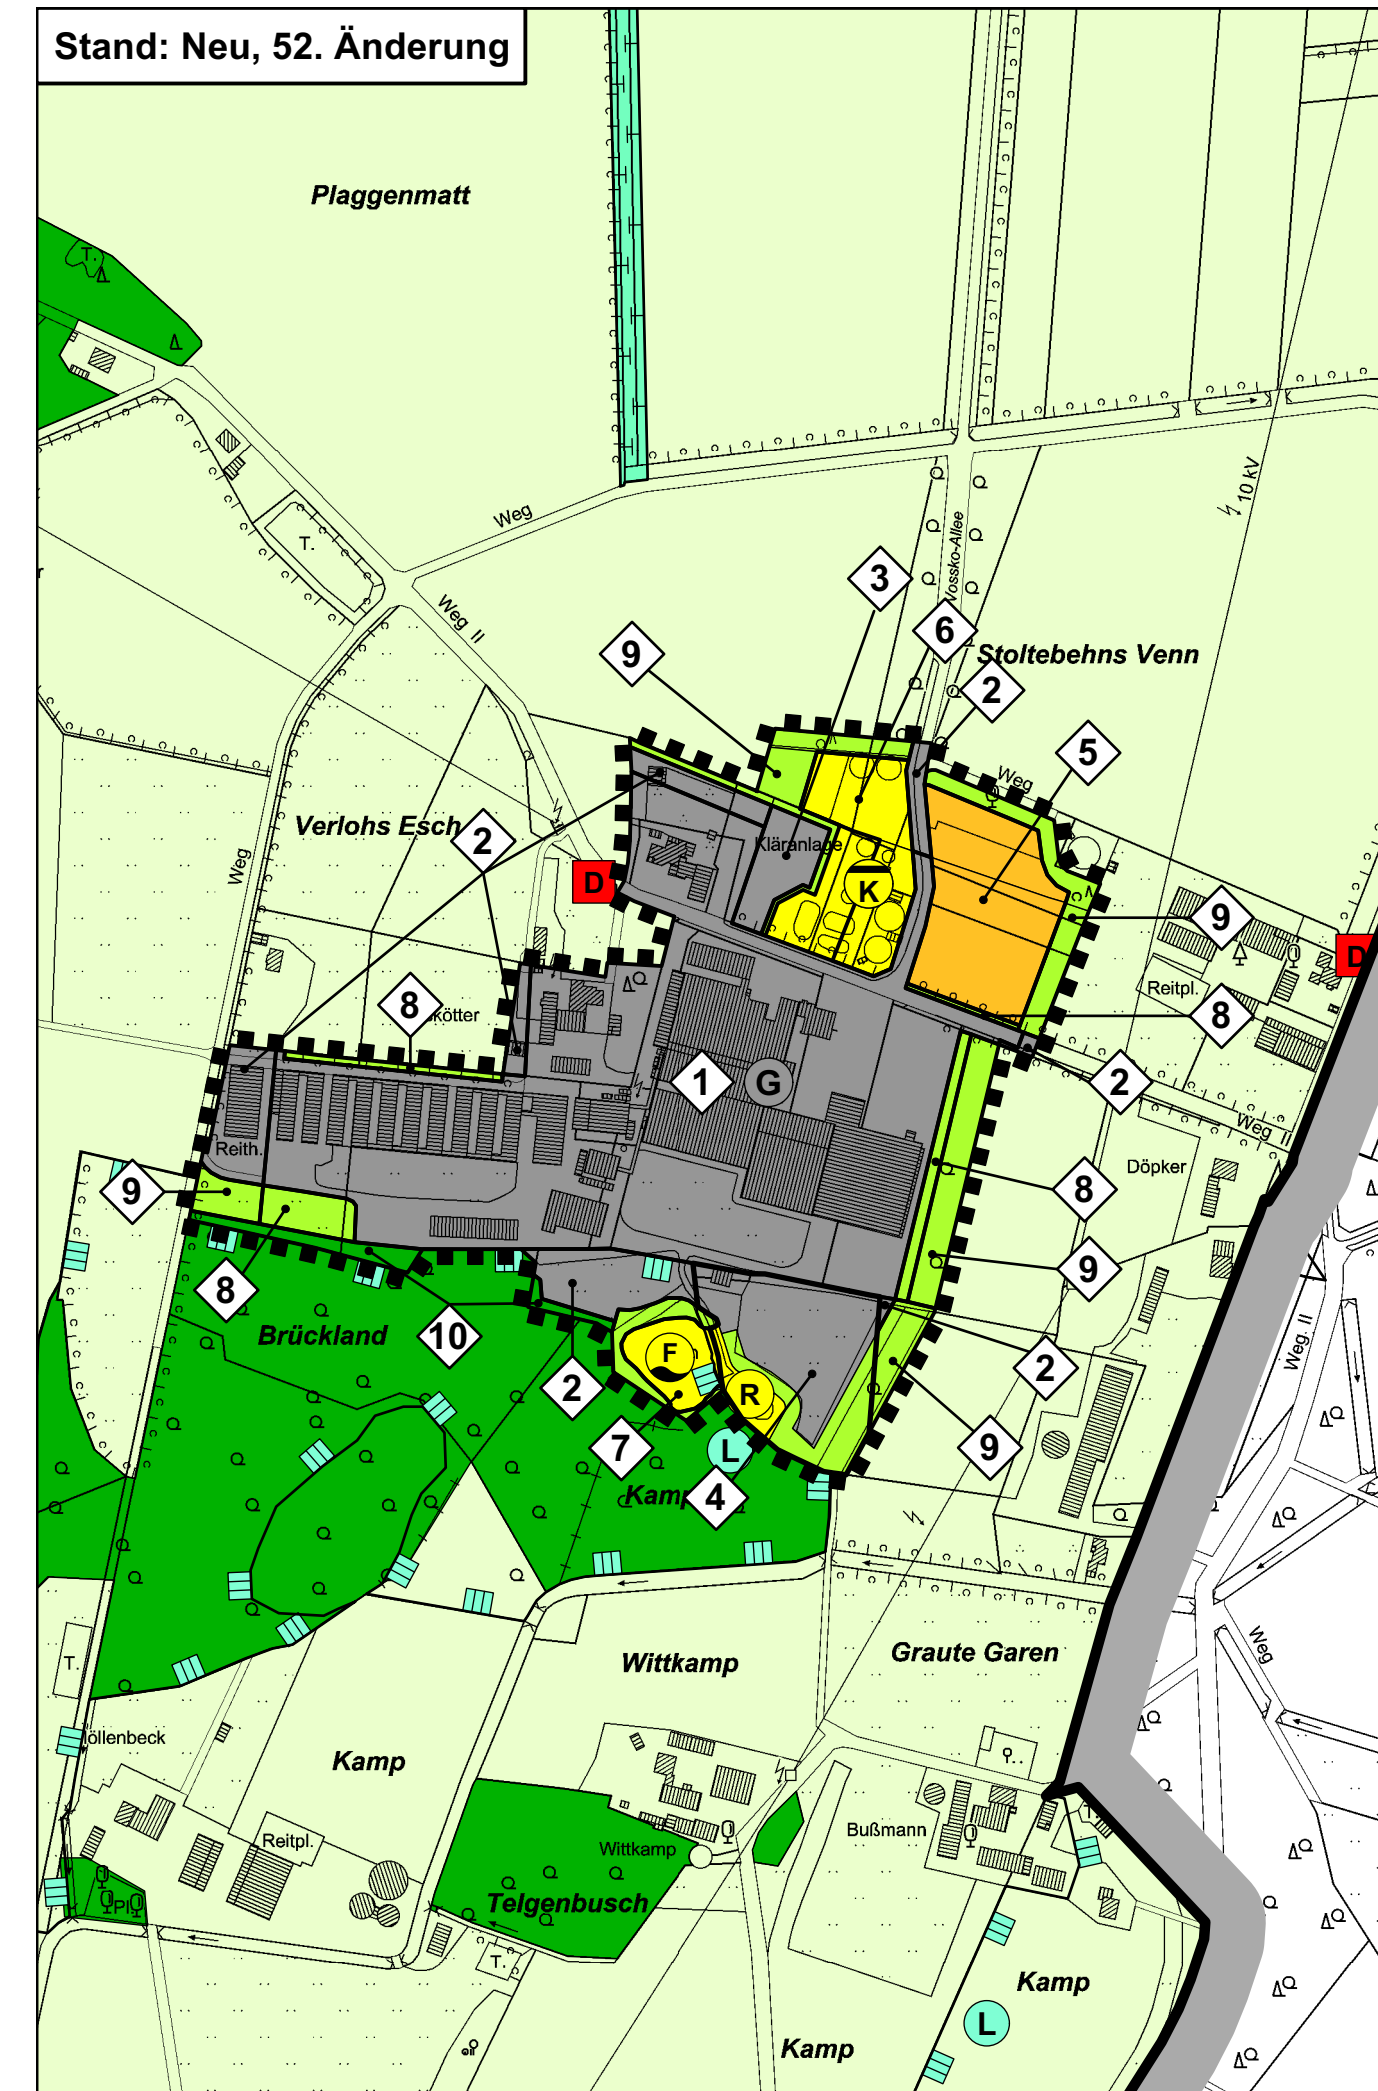 Stand: Neu, 52. Änderung
Plaggenmatt
T.
Weg
10 kV
T.
Vossko-Allee
Weg II
3
6
9
Stoltebehns Venn
2
5
Weg
Verlohs Esch
2
Kläranlage
Weg
D
K
9
D
Reitpl.
8
kötter
8
1
G
2
Weg II
Reith.
Döpker
9
8
9
8
Brückland
10
F
2
R
2
Weg II
7
L
9
Kamp
4
Wittkamp
Graute Garen
Weg
T.
öllenbeck
Kamp
Reitpl.
Wittkamp
Bußmann
T.
Telgenbusch
Pl.
T.
Kamp
L
Kamp